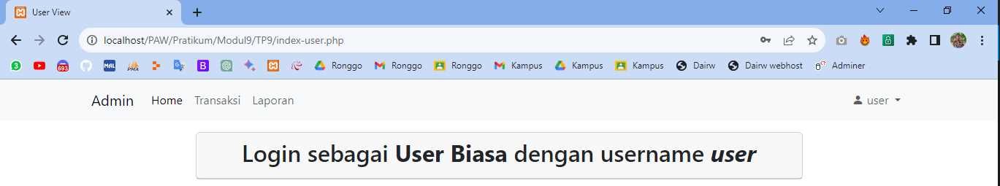 User View
localhost/PAW/Pratikum/Modul9/TP9/index-user.php
3 693 MAL PMA B Ronggo Ronggo Ronggo Kampus Kampus Kampus Dairw Dairw webhost Adminer
Admin Home Transaksi Laporan user
Login sebagai User Biasa dengan username user